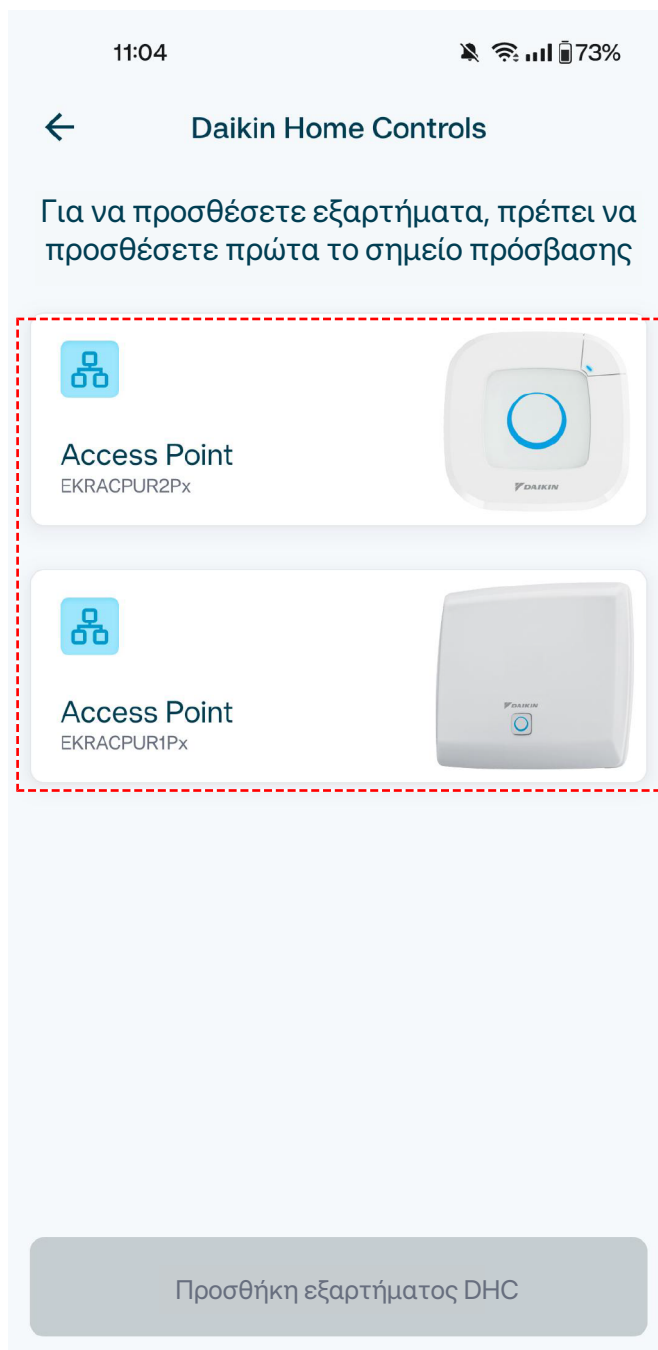 11:04
73%
Daikin Home Controls
Για να προσθέσετε εξαρτήματα, πρέπει να
προσθέσετε πρώτα το σημείο πρόσβασης
Access Point
EKRACPUR2Px
DAIKIN
Access Point
EKRACPUR1Px
DAIKIN
Προσθήκη εξαρτήματος DHC